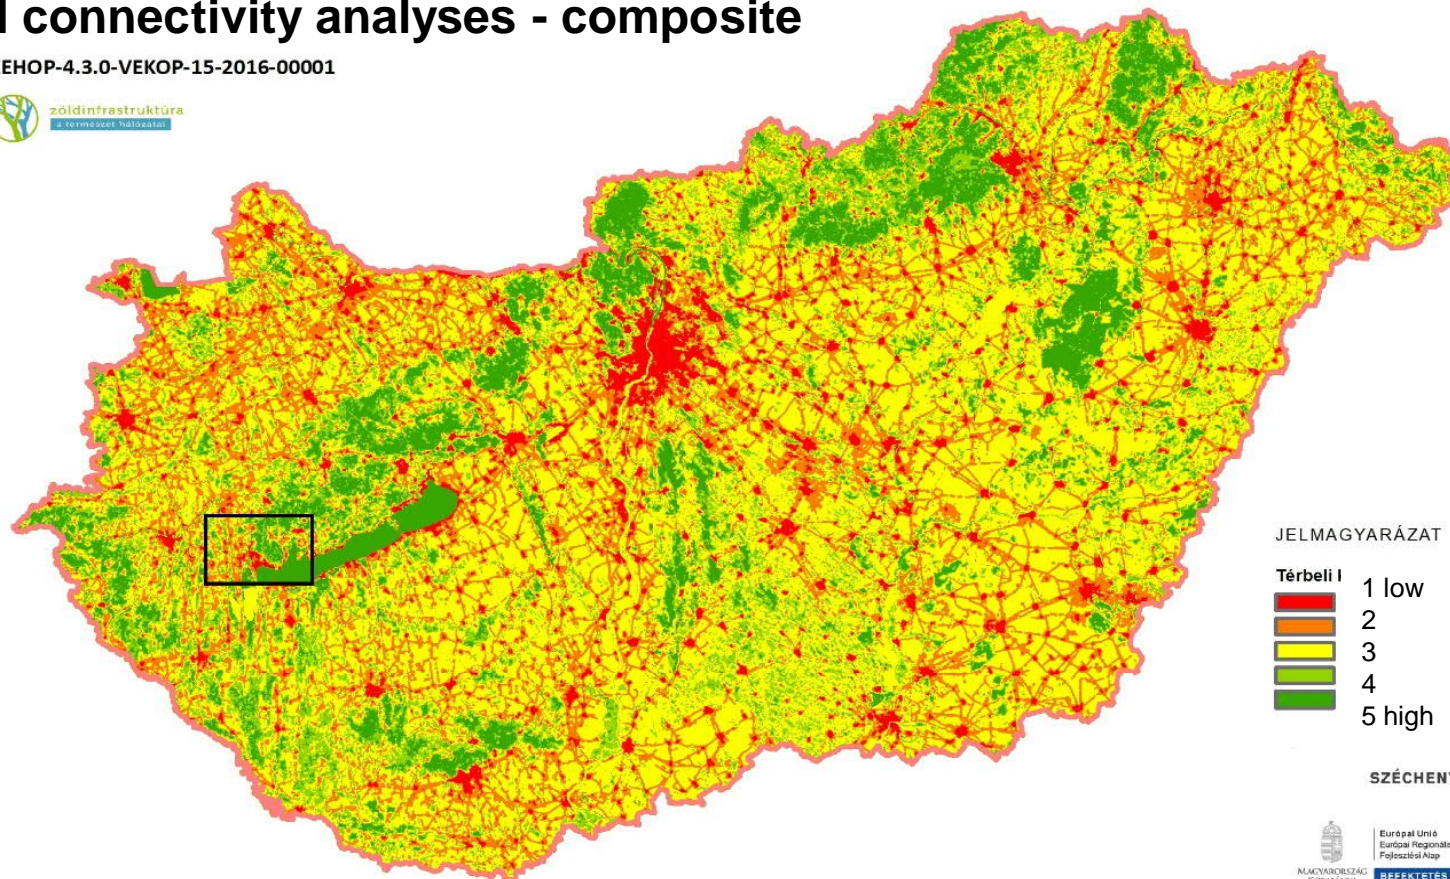 connectivity analyses - composite
EHOP-4.3.0-VEKOP-15-2016-00001
zöldinfrastruktúra
a természet hálózatai
JELMAGYARÁZAT
Térbeli
1 low
2
3
4
5 high
SZÉCHENY
Európai Unió
Európai Regionális
Fejlesztési Alap
MAGYARORSZÁG
BEFEKTETÉS